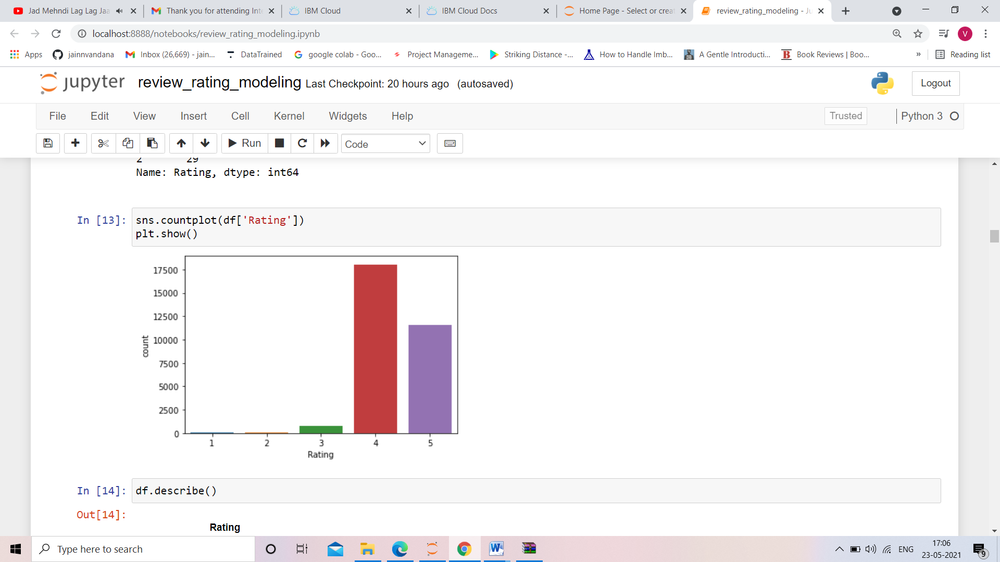 Jad Mehndi Lag Lag Jaa
Thank you for attending Inte
IBM Cloud
IBM Cloud Docs
Home Page - Select or creat
review_rating_modeling - Ju
localhost:8888/notebooks/review_rating_modeling.ipynb
V
Apps
jainnvandana
Inbox (26,669) - jain...
DataTrained
google colab - Goo...
Project Manageme...
Striking Distance -...
How to Handle Imb...
A Gentle Introducti...
B
Book Reviews | Boo...
»
Reading list
jupyter
review_rating_modeling Last Checkpoint: 20 hours ago (autosaved)
Logout
File Edit View Insert Cell Kernel Widgets Help
Trusted
Python 3
Run
Code
2 29
Name: Rating, dtype: int64
In [13]: sns.countplot(df['Rating'])
plt.show()
17500
15000
12500
10000
7500
5000
2500
0
count
1 2 3 4 5
Rating
In [14]: df.describe()
Out[14]:
Rating
Type here to search
W
ENG
17:06
23-05-2021
9